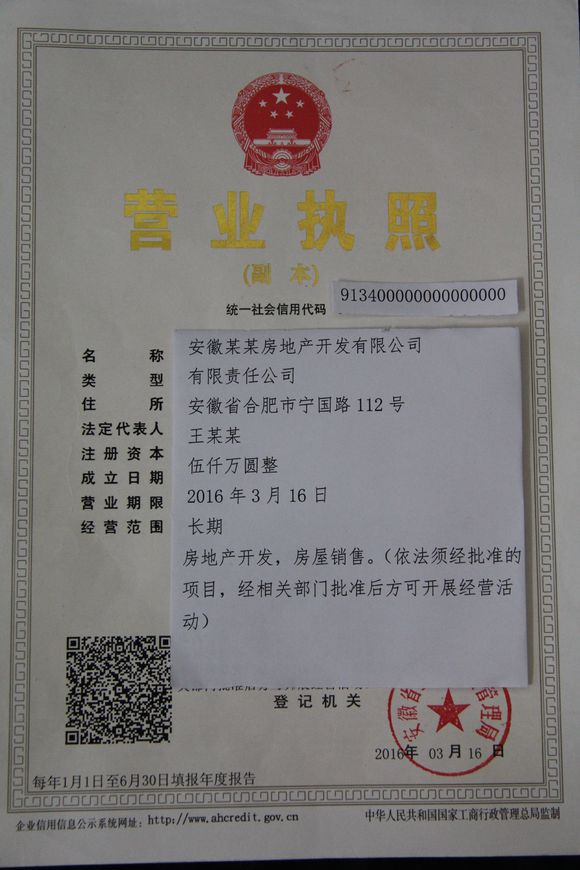 营业执照
(副 本)
统一社会信用代码 913400000000000000
名 称 安徽某某房地产开发有限公司
类 型 有限责任公司
住 所 安徽省合肥市宁国路112号
法定代表人 王某某
注册资本 伍仟万圆整
成立日期 2016年3月16日
营业期限 长期
经营范围 房地产开发，房屋销售。（依法须经批准的
项目，经相关部门批准后方可开展经营活
动）
登记机关
安徽省 管理局
2016年 03月16日
每年1月1日至6月30日填报年度报告
企业信用信息公示系统网址：http://www.ahcredit.gov.cn
中华人民共和国国家工商行政管理总局监制